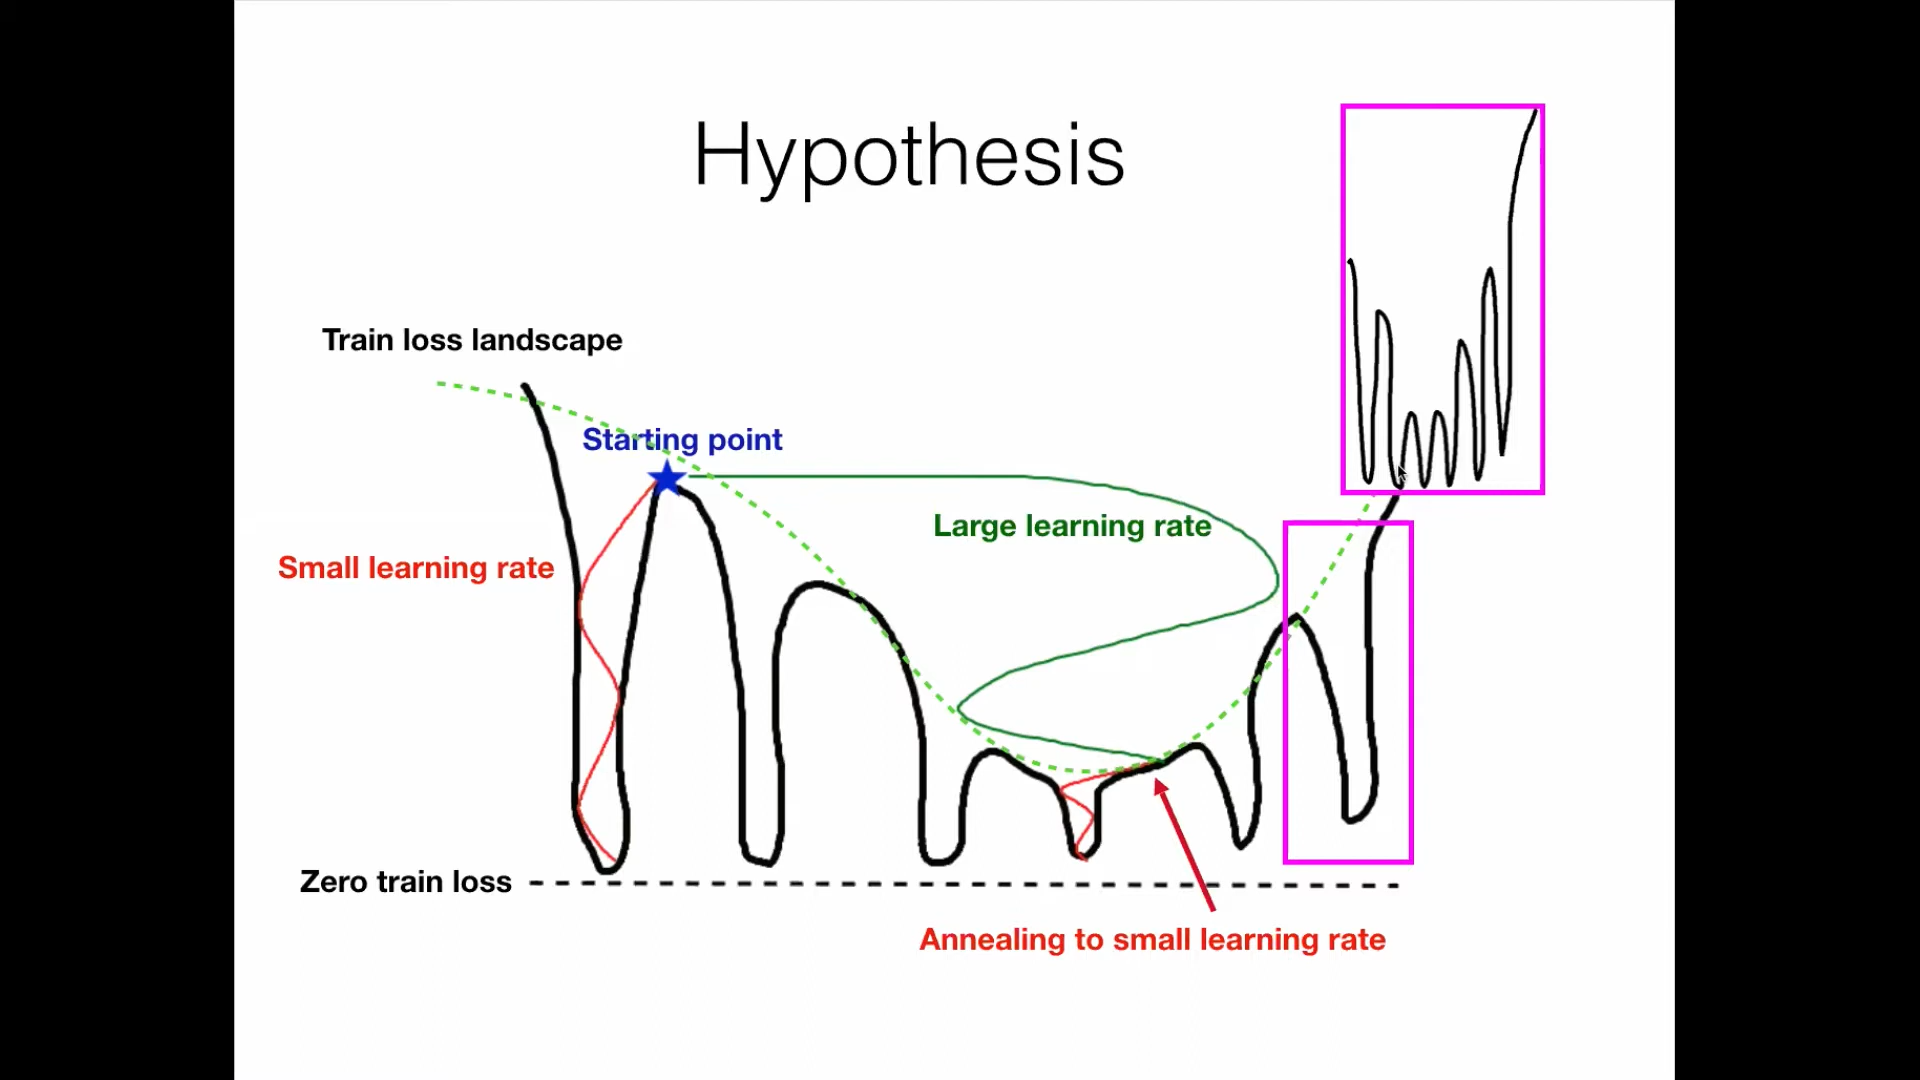 Hypothesis
Train loss landscape
Starting point
Large learning rate
Small learning rate
Zero train loss
Annealing to small learning rate